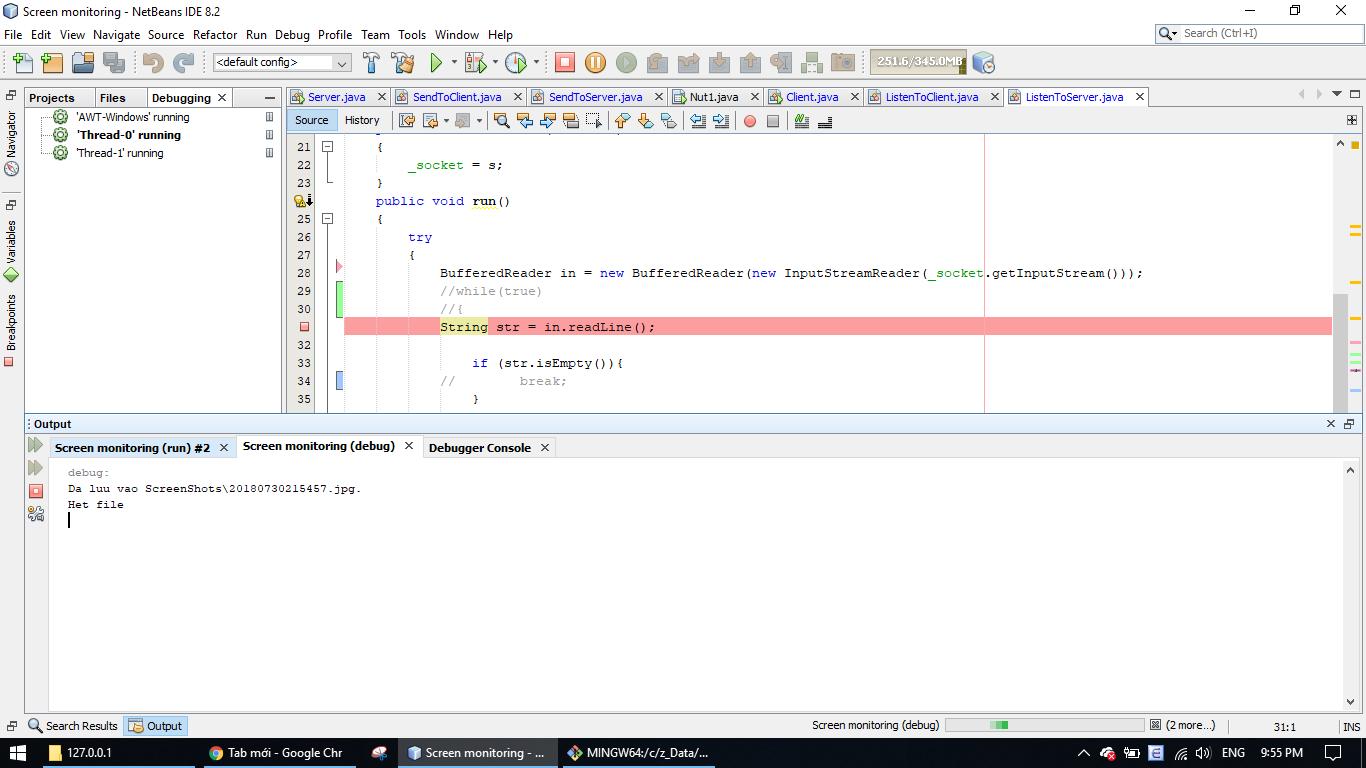 Screen monitoring - NetBeans IDE 8.2
File Edit View Navigate Source Refactor Run Debug Profile Team Tools Window Help
Search (Ctrl+I)
<default config>
251.6/345.0MB
Projects Files Debugging
Server.java SendToClient.java SendToServer.java Nut1.java Client.java ListenToClient.java ListenToServer.java
Navigator
Variables
Breakpoints
'AWT-Windows' running
'Thread-0' running
'Thread-1' running
Source History
21 {
22 _socket = s;
23 }
public void run()
25 {
26 try
27 {
28 BufferedReader in = new BufferedReader(new InputStreamReader(_socket.getInputStream()));
29 //while(true)
30 //{
String str = in.readLine();
32
33 if (str.isEmpty()){
34 // break;
35 }
Output
Screen monitoring (run) #2 Screen monitoring (debug) Debugger Console
debug:
Da luu vao ScreenShots\20180730215457.jpg.
Het file
Search Results Output
Screen monitoring (debug) (2 more...) 31:1 INS
127.0.0.1 Tab mới - Google Chr Screen monitoring - ... MINGW64:/c/z_Data/... ENG 9:55 PM